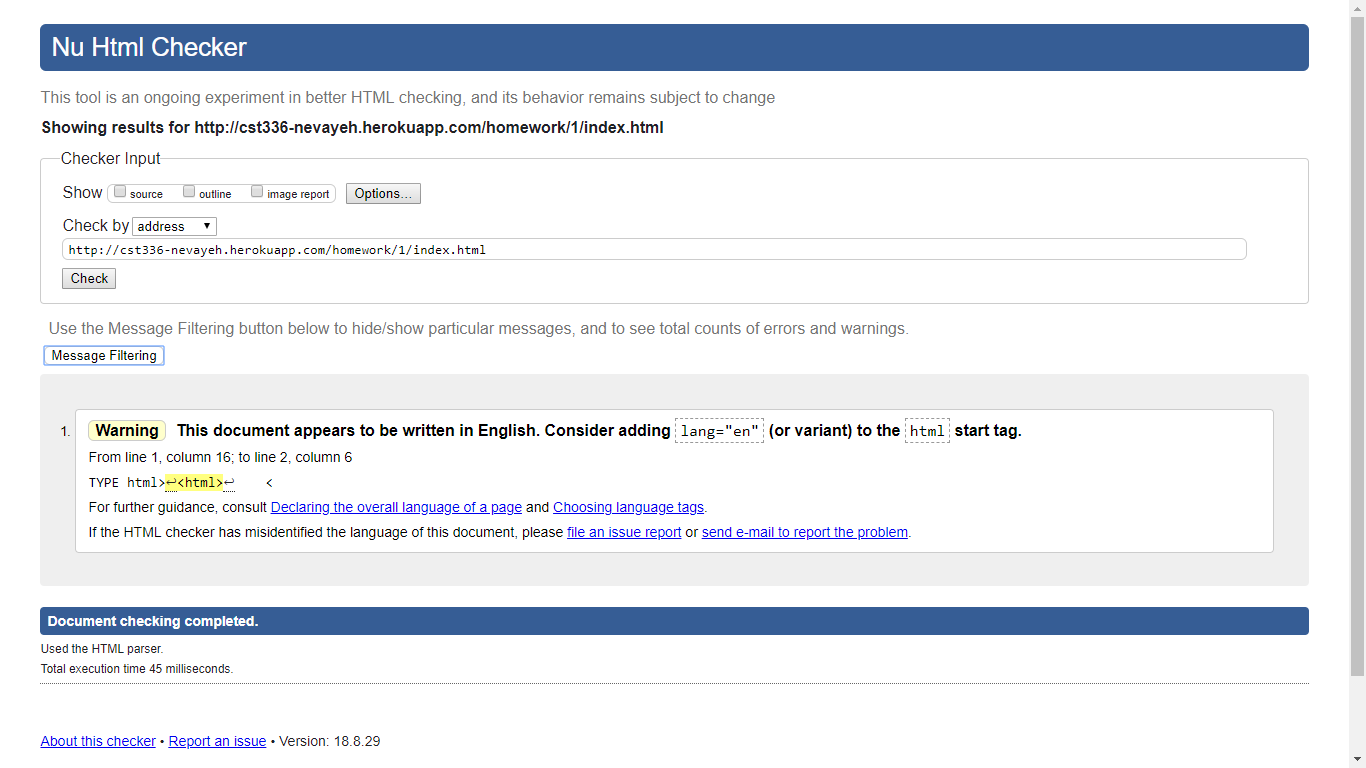 Nu Html Checker
This tool is an ongoing experiment in better HTML checking, and its behavior remains subject to change
Showing results for http://cst336-nevayeh.herokuapp.com/homework/1/index.html
Checker Input
Show source outline image report Options...
Check by address
http://cst336-nevayeh.herokuapp.com/homework/1/index.html
Check
Use the Message Filtering button below to hide/show particular messages, and to see total counts of errors and warnings.
Message Filtering
1. Warning This document appears to be written in English. Consider adding lang="en" (or variant) to the html start tag.
From line 1, column 16; to line 2, column 6
TYPE html>↩<html>↩ <
For further guidance, consult Declaring the overall language of a page and Choosing language tags.
If the HTML checker has misidentified the language of this document, please file an issue report or send e-mail to report the problem.
Document checking completed.
Used the HTML parser.
Total execution time 45 milliseconds.
About this checker • Report an issue • Version: 18.8.29